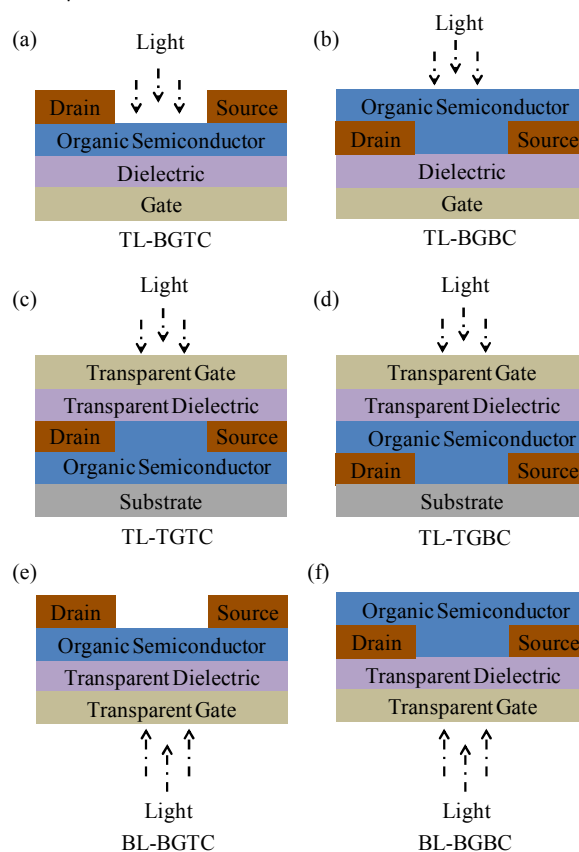 (a)
Light
Drain
Source
Organic Semiconductor
Dielectric
Gate
TL-BGTC
(b)
Light
Organic Semiconductor
Drain
Source
Dielectric
Gate
TL-BGBC
(c)
Light
Transparent Gate
Transparent Dielectric
Drain
Source
Organic Semiconductor
Substrate
TL-TGTC
(d)
Light
Transparent Gate
Transparent Dielectric
Organic Semiconductor
Drain
Source
Substrate
TL-TGBC
(e)
Drain
Source
Organic Semiconductor
Transparent Dielectric
Transparent Gate
Light
BL-BGTC
(f)
Organic Semiconductor
Drain
Source
Transparent Dielectric
Transparent Gate
Light
BL-BGBC